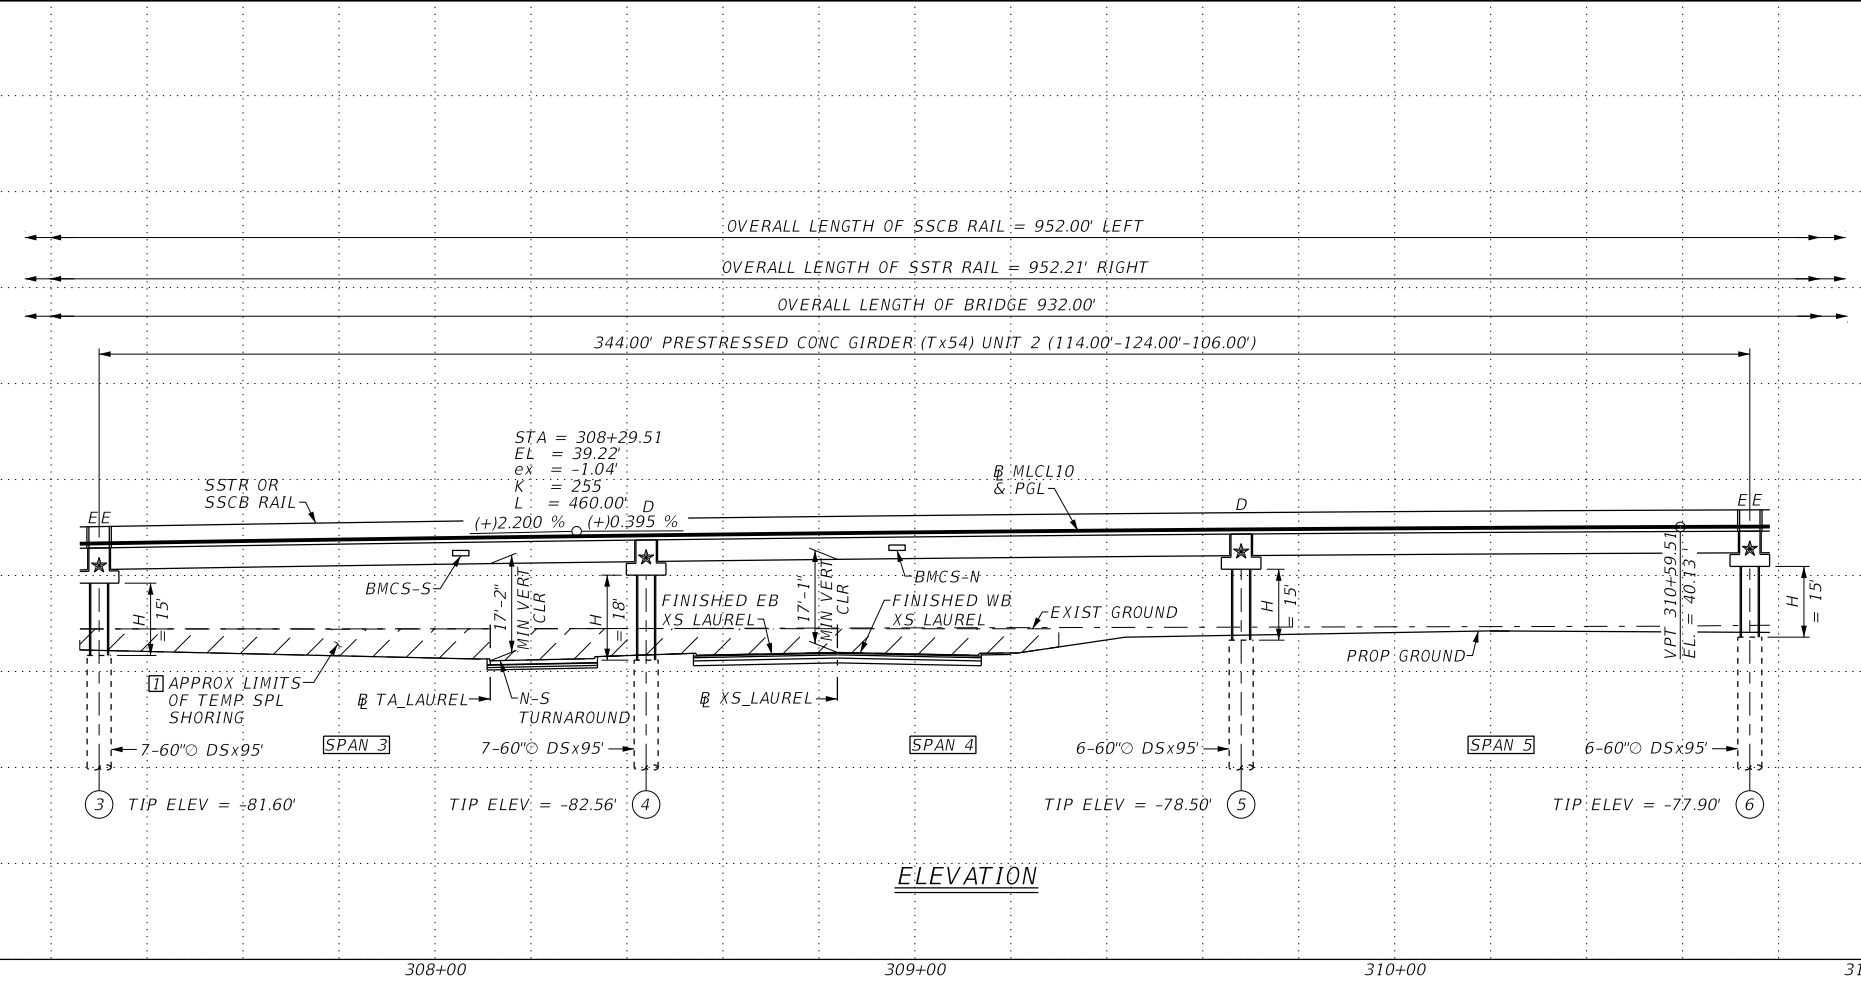 OVERALL LENGTH OF SSCB RAIL = 952.00' LEFT
OVERALL LENGTH OF SSTR RAIL = 952.21' RIGHT
OVERALL LENGTH OF BRIDGE 932.00'
344.00' PRESTRESSED CONC GIRDER (Tx54) UNIT 2 (114.00'-124.00'-106.00')
STA = 308+29.51
EL = 39.22'
ex = -1.04'
K = 255
L = 460.00'
(+)2.200 % (+)0.395 %
SSTR OR
SSCB RAIL
℄ MLCL10
& PGL
E E
D
D
E E
BMCS-S
BMCS-N
H
= 15'
17'-2"
MIN VERT
CLR
H
= 18'
FINISHED EB
XS LAUREL
17'-1"
MIN VERT
CLR
FINISHED WB
XS LAUREL
EXIST GROUND
H
= 15'
VPT 310+59.51
EL = 40.13'
H
= 15'
PROP GROUND
1 APPROX LIMITS
OF TEMP SPL
SHORING
℄ TA_LAUREL
N-S
TURNAROUND
℄ XS_LAUREL
7-60"∅ DSx95'
SPAN 3
7-60"∅ DSx95'
SPAN 4
6-60"∅ DSx95'
SPAN 5
6-60"∅ DSx95'
3 TIP ELEV = -81.60'
TIP ELEV = -82.56' 4
TIP ELEV = -78.50' 5
TIP ELEV = -77.90' 6
ELEVATION
308+00 309+00 310+00